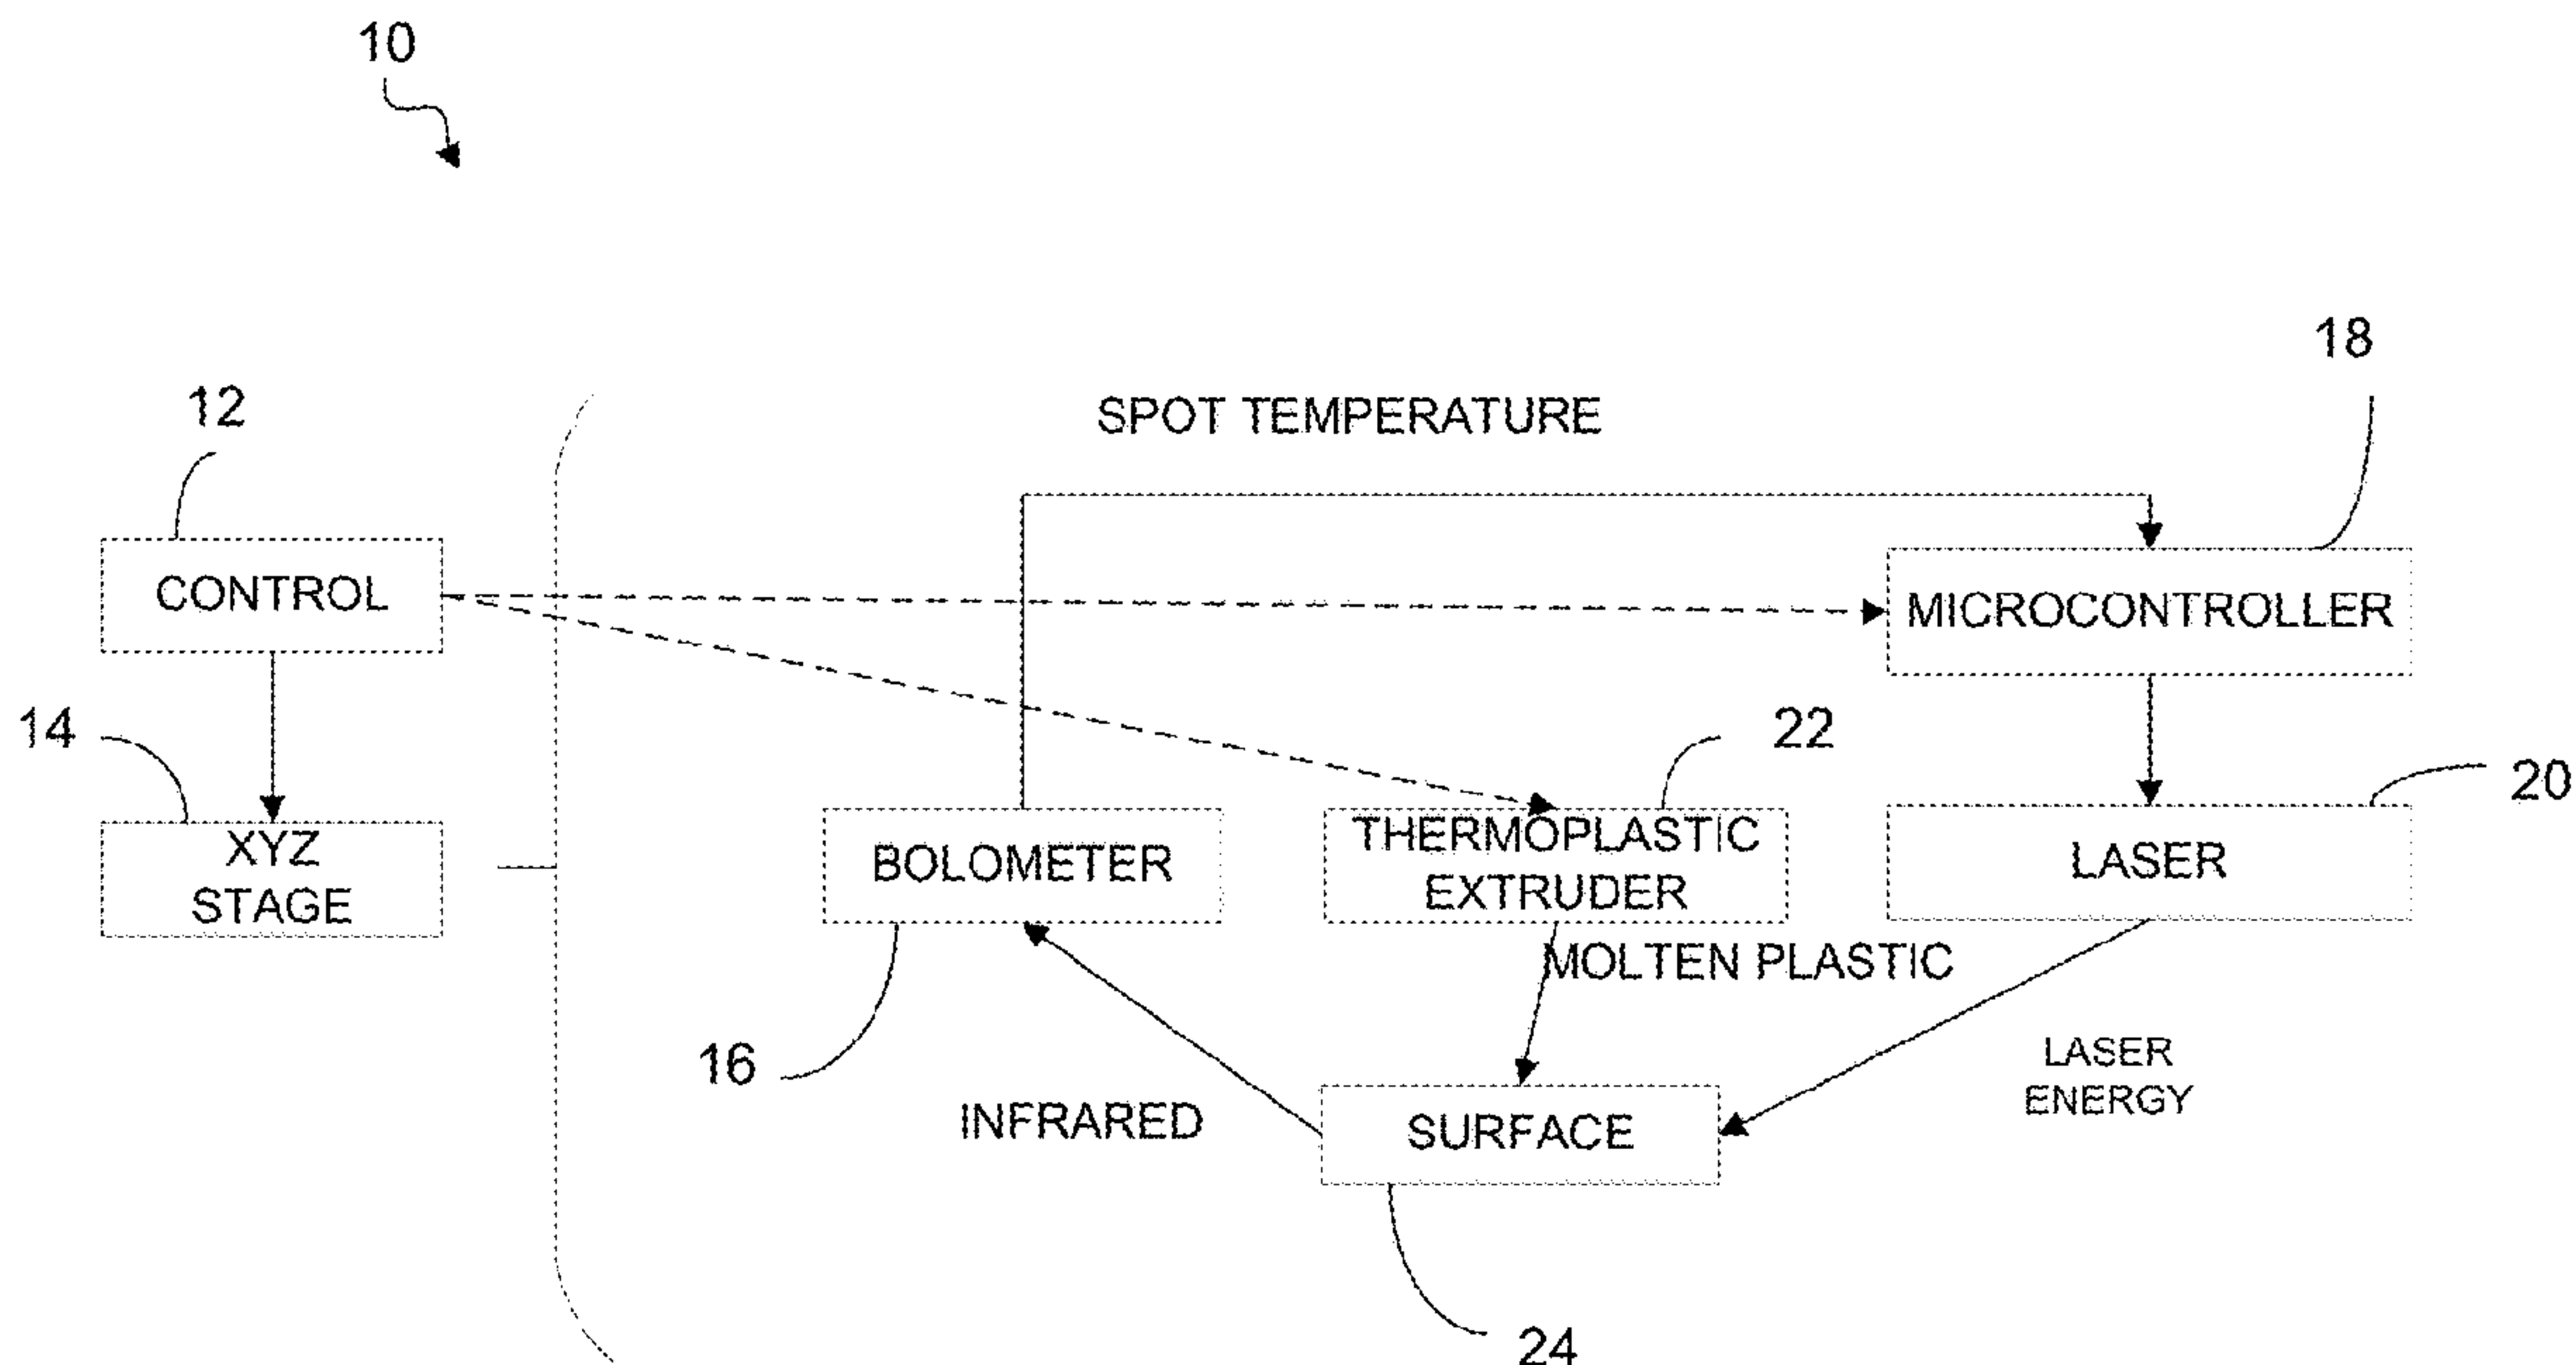 10
18
12
SPOT TEMPERATURE
CONTROL
MICROCONTROLLER
14
22
20
XYZ
STAGE
BOLOMETER
THERMOPLASTIC
EXTRUDER
LASER
MOLTEN PLASTIC
16
INFRARED
SURFACE
LASER
ENERGY
24